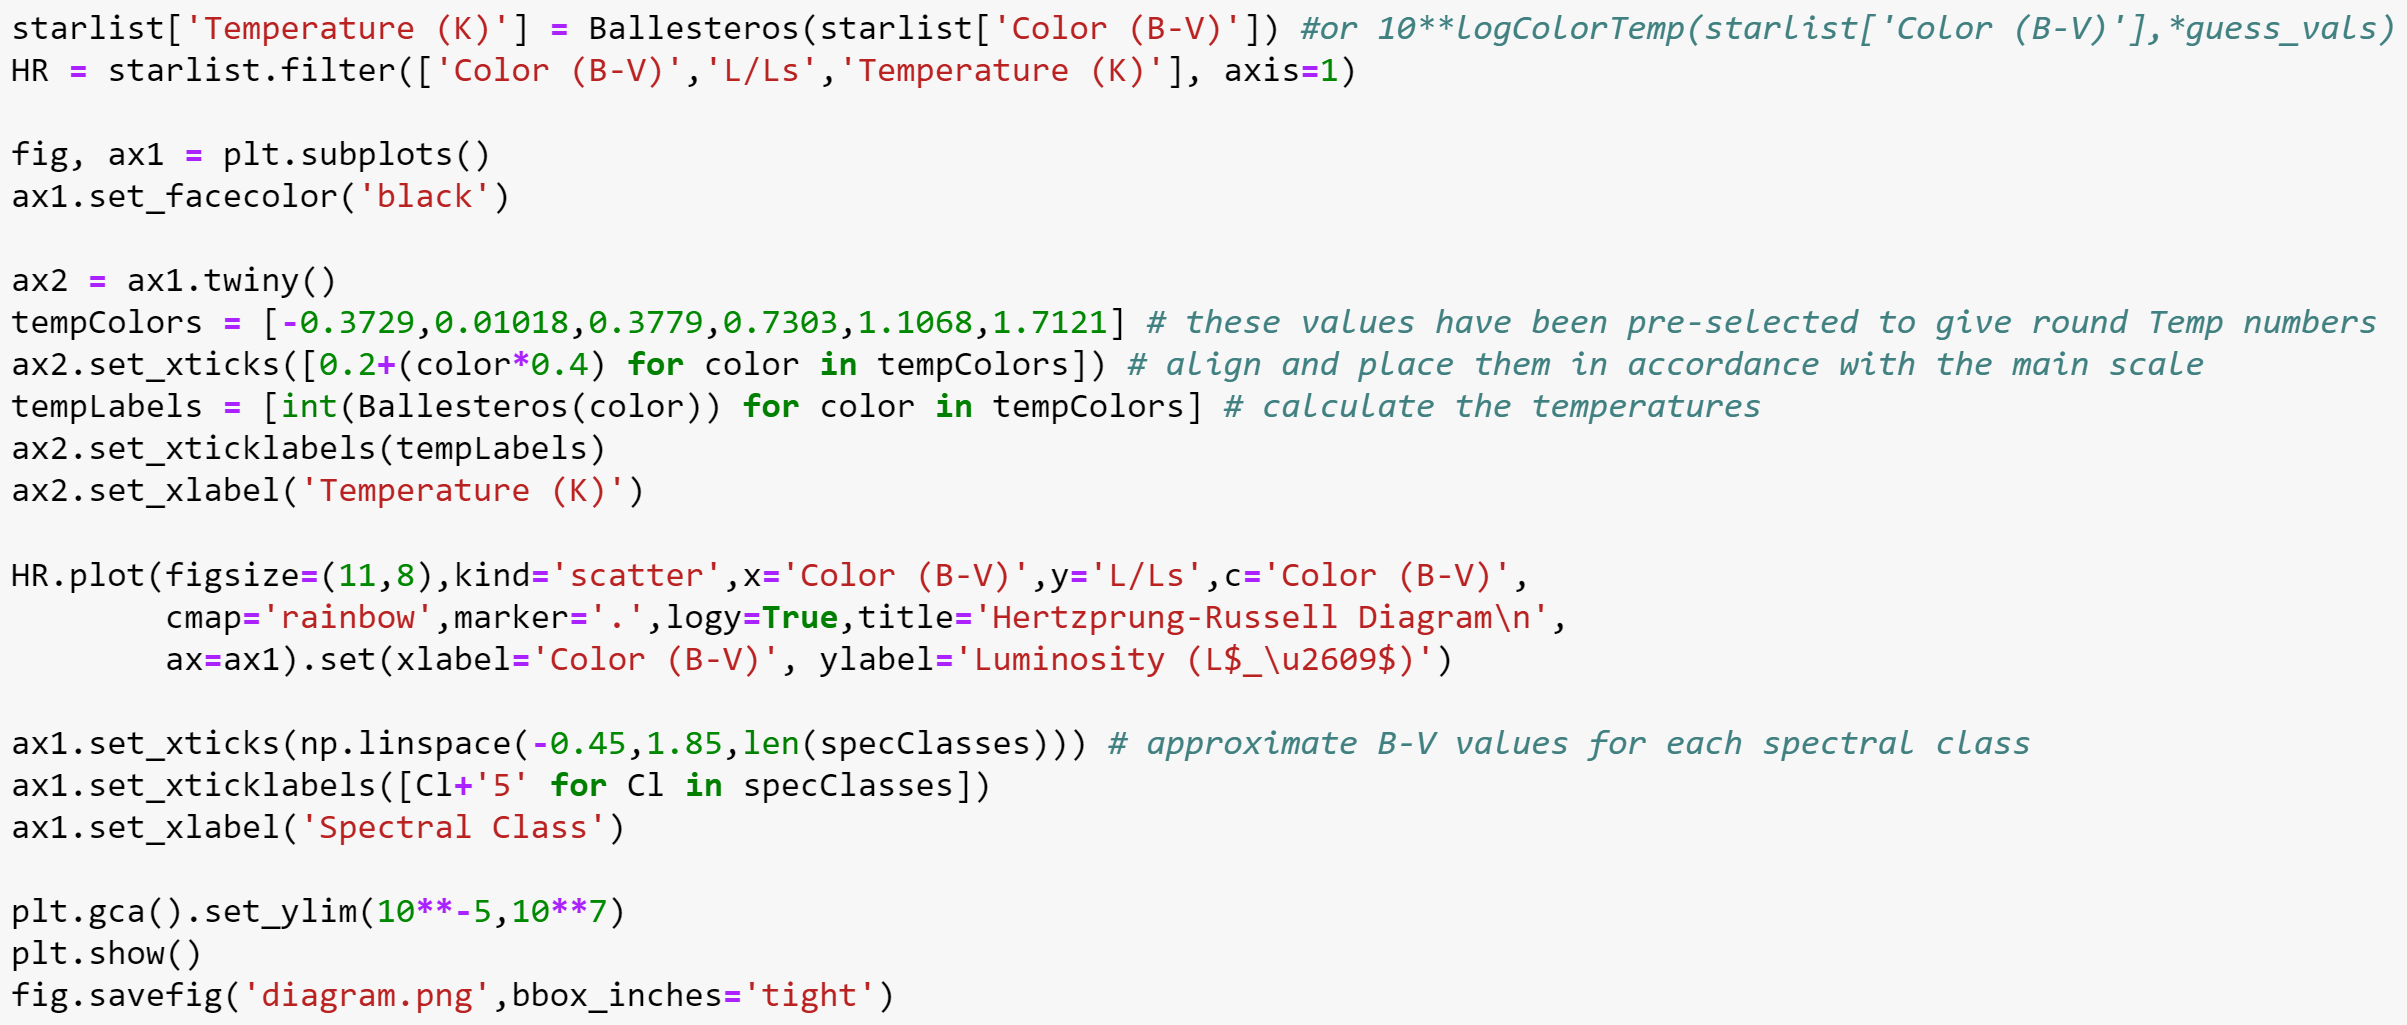 starlist['Temperature (K)'] = Ballesteros(starlist['Color (B-V)']) #or 10**logColorTemp(starlist['Color (B-V)'],*guess_vals)
HR = starlist.filter(['Color (B-V)','L/Ls','Temperature (K)'], axis=1)

fig, ax1 = plt.subplots()
ax1.set_facecolor('black')

ax2 = ax1.twiny()
tempColors = [-0.3729,0.01018,0.3779,0.7303,1.1068,1.7121] # these values have been pre-selected to give round Temp numbers
ax2.set_xticks([0.2+(color*0.4) for color in tempColors]) # align and place them in accordance with the main scale
tempLabels = [int(Ballesteros(color)) for color in tempColors] # calculate the temperatures
ax2.set_xticklabels(tempLabels)
ax2.set_xlabel('Temperature (K)')

HR.plot(figsize=(11,8),kind='scatter',x='Color (B-V)',y='L/Ls',c='Color (B-V)',
        cmap='rainbow',marker='.',logy=True,title='Hertzprung-Russell Diagram\n',
        ax=ax1).set(xlabel='Color (B-V)', ylabel='Luminosity (L$_\u2609$)')

ax1.set_xticks(np.linspace(-0.45,1.85,len(specClasses))) # approximate B-V values for each spectral class
ax1.set_xticklabels([Cl+'5' for Cl in specClasses])
ax1.set_xlabel('Spectral Class')

plt.gca().set_ylim(10**-5,10**7)
plt.show()
fig.savefig('diagram.png',bbox_inches='tight')